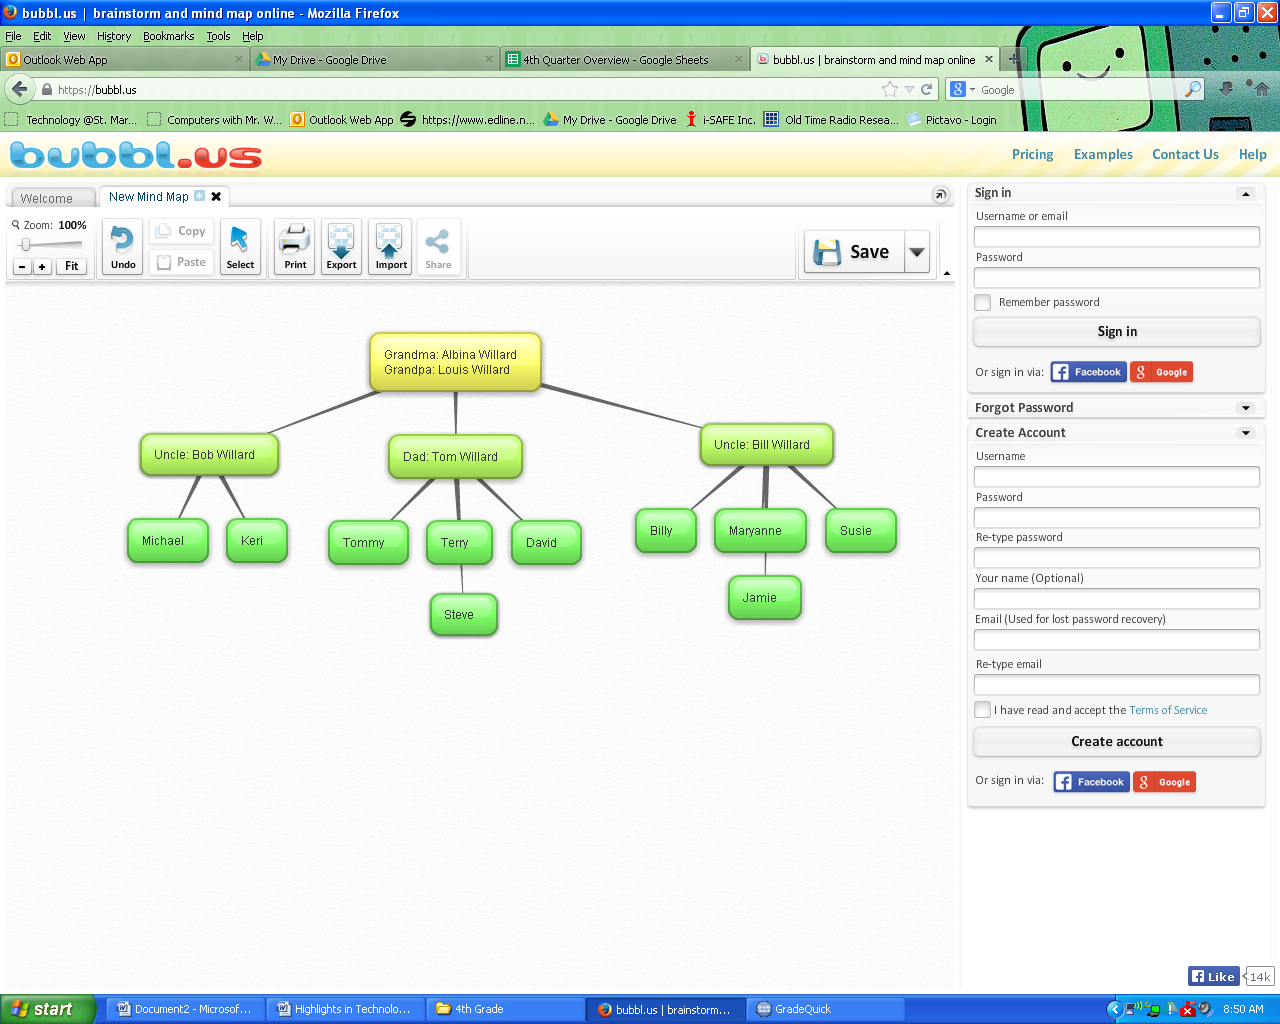 bubbl.us | brainstorm and mind map online - Mozilla Firefox
File Edit View History Bookmarks Tools Help
Outlook Web App
My Drive - Google Drive
4th Quarter Overview - Google Sheets
bubbl.us | brainstorm and mind map online
https://bubbl.us
Google
Technology @St. Mar... Computers with Mr. W... Outlook Web App https://www.edline.n... My Drive - Google Drive i-SAFE Inc. Old Time Radio Resea... Pictavo - Login
bubbl.us
Pricing Examples Contact Us Help
Welcome
New Mind Map
Zoom: 100%
Fit
Undo
Copy
Paste
Select
Print
Export
Import
Share
Save
Grandma: Albina Willard
Grandpa: Louis Willard
Uncle: Bob Willard
Dad: Tom Willard
Uncle: Bill Willard
Michael
Keri
Tommy
Terry
David
Billy
Maryanne
Susie
Steve
Jamie
Sign in
Username or email
Password
Remember password
Sign in
Or sign in via: Facebook Google
Forgot Password
Create Account
Username
Password
Re-type password
Your name (Optional)
Email (Used for lost password recovery)
Re-type email
I have read and accept the Terms of Service
Create account
Or sign in via: Facebook Google
Like 14k
start
Document2 - Microsof...
Highlights in Technolo...
4th Grade
bubbl.us | brainstorm...
GradeQuick
8:50 AM